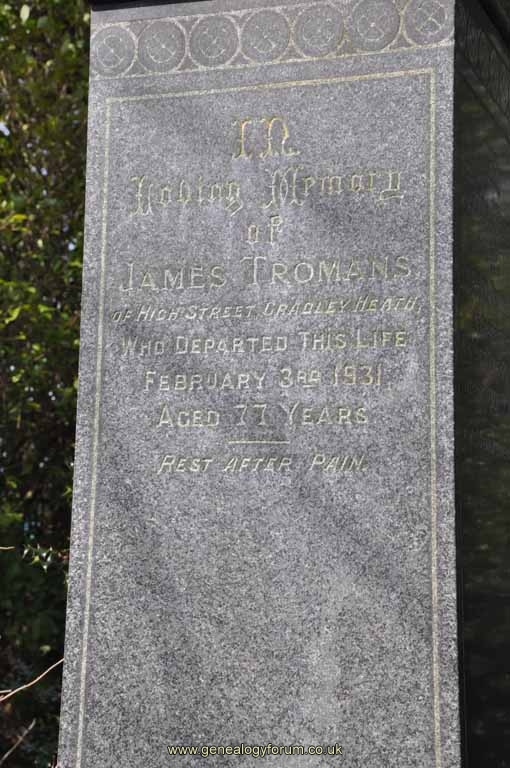 In
Loving Memory
of
JAMES TROMANS,
OF HIGH STREET, CRADLEY HEATH,
WHO DEPARTED THIS LIFE
FEBRUARY 3RD 1931,
AGED 77 YEARS
REST AFTER PAIN.
www.genealogyforum.co.uk